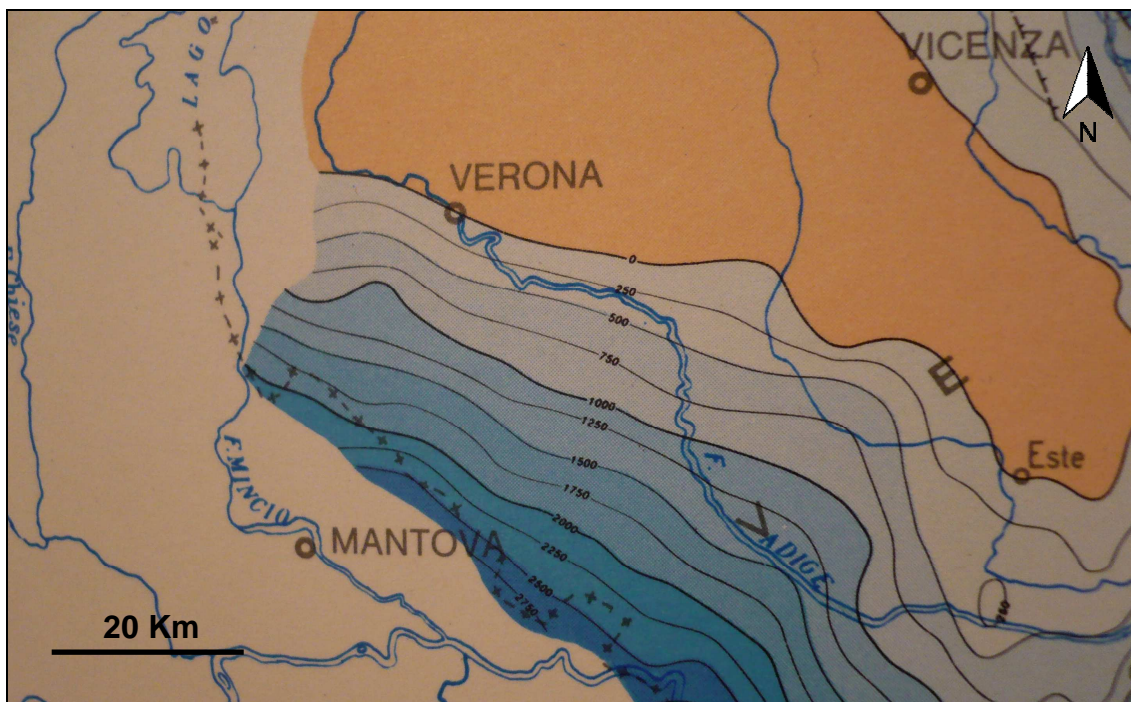 LAGO
VICENZA
N
VERONA
0
250
500
750
1000
1250
1500
1750
2000
2250
2500
2750
F. Chiese
E'
Este
F. ADIGE
V
F. MINCIO
MANTOVA
20 Km